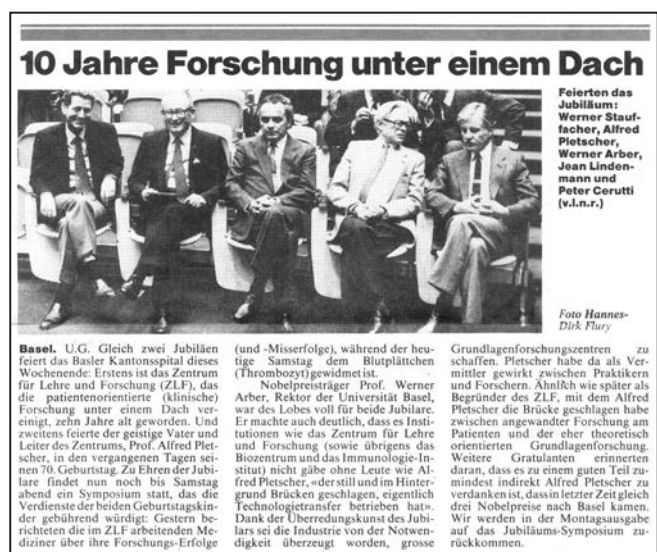 10 Jahre Forschung unter einem Dach
Feierten das
Jubiläum:
Werner Stauf-
facher, Alfred
Pletscher,
Werner Arber,
Jean Linden-
mann und
Peter Cerutti
(v.l.n.r.)
Foto Hannes-
Dirk Flury
Basel. U.G. Gleich zwei Jubiläen
feiert das Basler Kantonsspital dieses
Wochenende: Erstens ist das Zentrum
für Lehre und Forschung (ZLF), das
die patientenorientierte (klinische)
Forschung unter einem Dach ver-
einigt, zehn Jahre alt geworden. Und
zweitens feierte der geistige Vater und
Leiter des Zentrums, Prof. Alfred Plet-
scher, in den vergangenen Tagen sei-
nen 70. Geburtstag. Zu Ehren der Jubi-
lare findet nun noch bis Samstag
abend ein Symposium statt, das die
Verdienste der beiden Geburtstagskin-
der gebührend würdigt: Gestern be-
richteten die im ZLF arbeitenden Me-
diziner über ihre Forschungs-Erfolge
(und -Misserfolge), während der heu-
tige Samstag dem Blutplättchen
(Thrombozyt) gewidmet ist.
Nobelpreisträger Prof. Werner
Arber, Rektor der Universität Basel,
war des Lobes voll für beide Jubilare.
Er machte auch deutlich, dass es Insti-
tutionen wie das Zentrum für Lehre
und Forschung (sowie übrigens das
Biozentrum und das Immunologie-In-
stitut) nicht gäbe ohne Leute wie Al-
fred Pletscher, «der still und im Hinter-
grund Brücken geschlagen, eigentlich
Technologietransfer betrieben hat».
Dank der Überredungskunst des Jubi-
lars sei die Industrie von der Notwen-
digkeit überzeugt worden, grosse
Grundlagenforschungszentren zu
schaffen. Pletscher habe da als Ver-
mittler gewirkt zwischen Praktikern
und Forschern. Ähnlich wie später als
Begründer des ZLF, mit dem Alfred
Pletscher die Brücke geschlagen habe
zwischen angewandter Forschung am
Patienten und der eher theoretisch
orientierten Grundlagenforschung.
Weitere Gratulanten erinnerten
daran, dass es zu einem guten Teil zu-
mindest indirekt Alfred Pletscher zu
verdanken ist, dass in letzter Zeit gleich
drei Nobelpreise nach Basel kamen.
Wir werden in der Montagsausgabe
auf das Jubiläums-Symposium zu-
rückkommen.